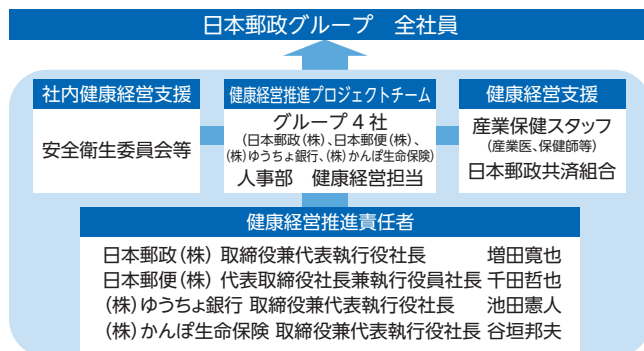 日本郵政グループ　全社員
社内健康経営支援
安全衛生委員会等
健康経営推進プロジェクトチーム
グループ４社
(日本郵政(株)、日本郵便(株)、
(株)ゆうちょ銀行、(株)かんぽ生命保険)
人事部　健康経営担当
健康経営支援
産業保健スタッフ
(産業医、保健師等)
日本郵政共済組合
健康経営推進責任者
日本郵政(株) 取締役兼代表執行役社長　増田寛也
日本郵便(株) 代表取締役社長兼執行役員社長 千田哲也
(株)ゆうちょ銀行 取締役兼代表執行役社長　池田憲人
(株)かんぽ生命保険 取締役兼代表執行役社長 谷垣邦夫